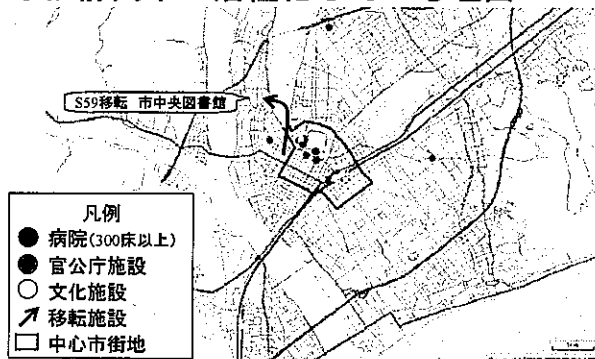 S59移転 市中央図書館
凡例
● 病院(300床以上)
● 官公庁施設
○ 文化施設
↗ 移転施設
□ 中心市街地